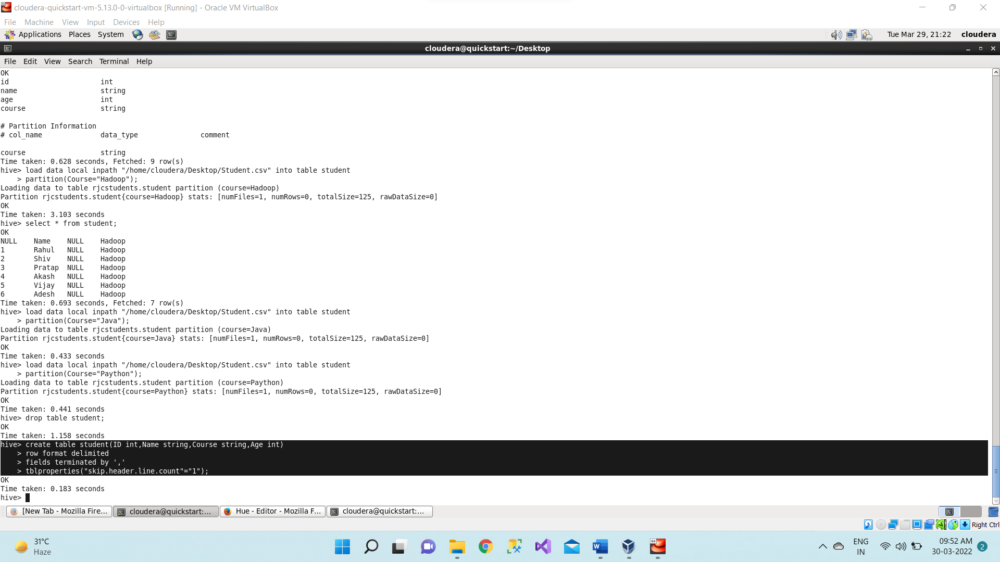 cloudera-quickstart-vm-5.13.0-0-virtualbox [Running] - Oracle VM VirtualBox
File Machine View Input Devices Help
Applications Places System Tue Mar 29, 21:22 cloudera
cloudera@quickstart:~/Desktop
File Edit View Search Terminal Help
OK
id int
name string
age int
course string
# Partition Information
# col_name data_type comment
course string
Time taken: 0.628 seconds, Fetched: 9 row(s)
hive> load data local inpath "/home/cloudera/Desktop/Student.csv" into table student
> partition(Course="Hadoop");
Loading data to table rjcstudents.student partition (course=Hadoop)
Partition rjcstudents.student{course=Hadoop} stats: [numFiles=1, numRows=0, totalSize=125, rawDataSize=0]
OK
Time taken: 3.103 seconds
hive> select * from student;
OK
NULL Name NULL Hadoop
1 Rahul NULL Hadoop
2 Shiv NULL Hadoop
3 Pratap NULL Hadoop
4 Akash NULL Hadoop
5 Vijay NULL Hadoop
6 Adesh NULL Hadoop
Time taken: 0.693 seconds, Fetched: 7 row(s)
hive> load data local inpath "/home/cloudera/Desktop/Student.csv" into table student
> partition(Course="Java");
Loading data to table rjcstudents.student partition (course=Java)
Partition rjcstudents.student{course=Java} stats: [numFiles=1, numRows=0, totalSize=125, rawDataSize=0]
OK
Time taken: 0.433 seconds
hive> load data local inpath "/home/cloudera/Desktop/Student.csv" into table student
> partition(Course="Paython");
Loading data to table rjcstudents.student partition (course=Paython)
Partition rjcstudents.student{course=Paython} stats: [numFiles=1, numRows=0, totalSize=125, rawDataSize=0]
OK
Time taken: 0.441 seconds
hive> drop table student;
OK
Time taken: 1.158 seconds
hive> create table student(ID int,Name string,Course string,Age int)
> row format delimited
> fields terminated by ','
> tblproperties("skip.header.line.count"="1");
OK
Time taken: 0.183 seconds
hive>
[New Tab - Mozilla Fire... cloudera@quickstart:... Hue - Editor - Mozilla F... cloudera@quickstart:...
Right Ctrl
31°C
Haze
ENG
IN
09:52 AM
30-03-2022
2